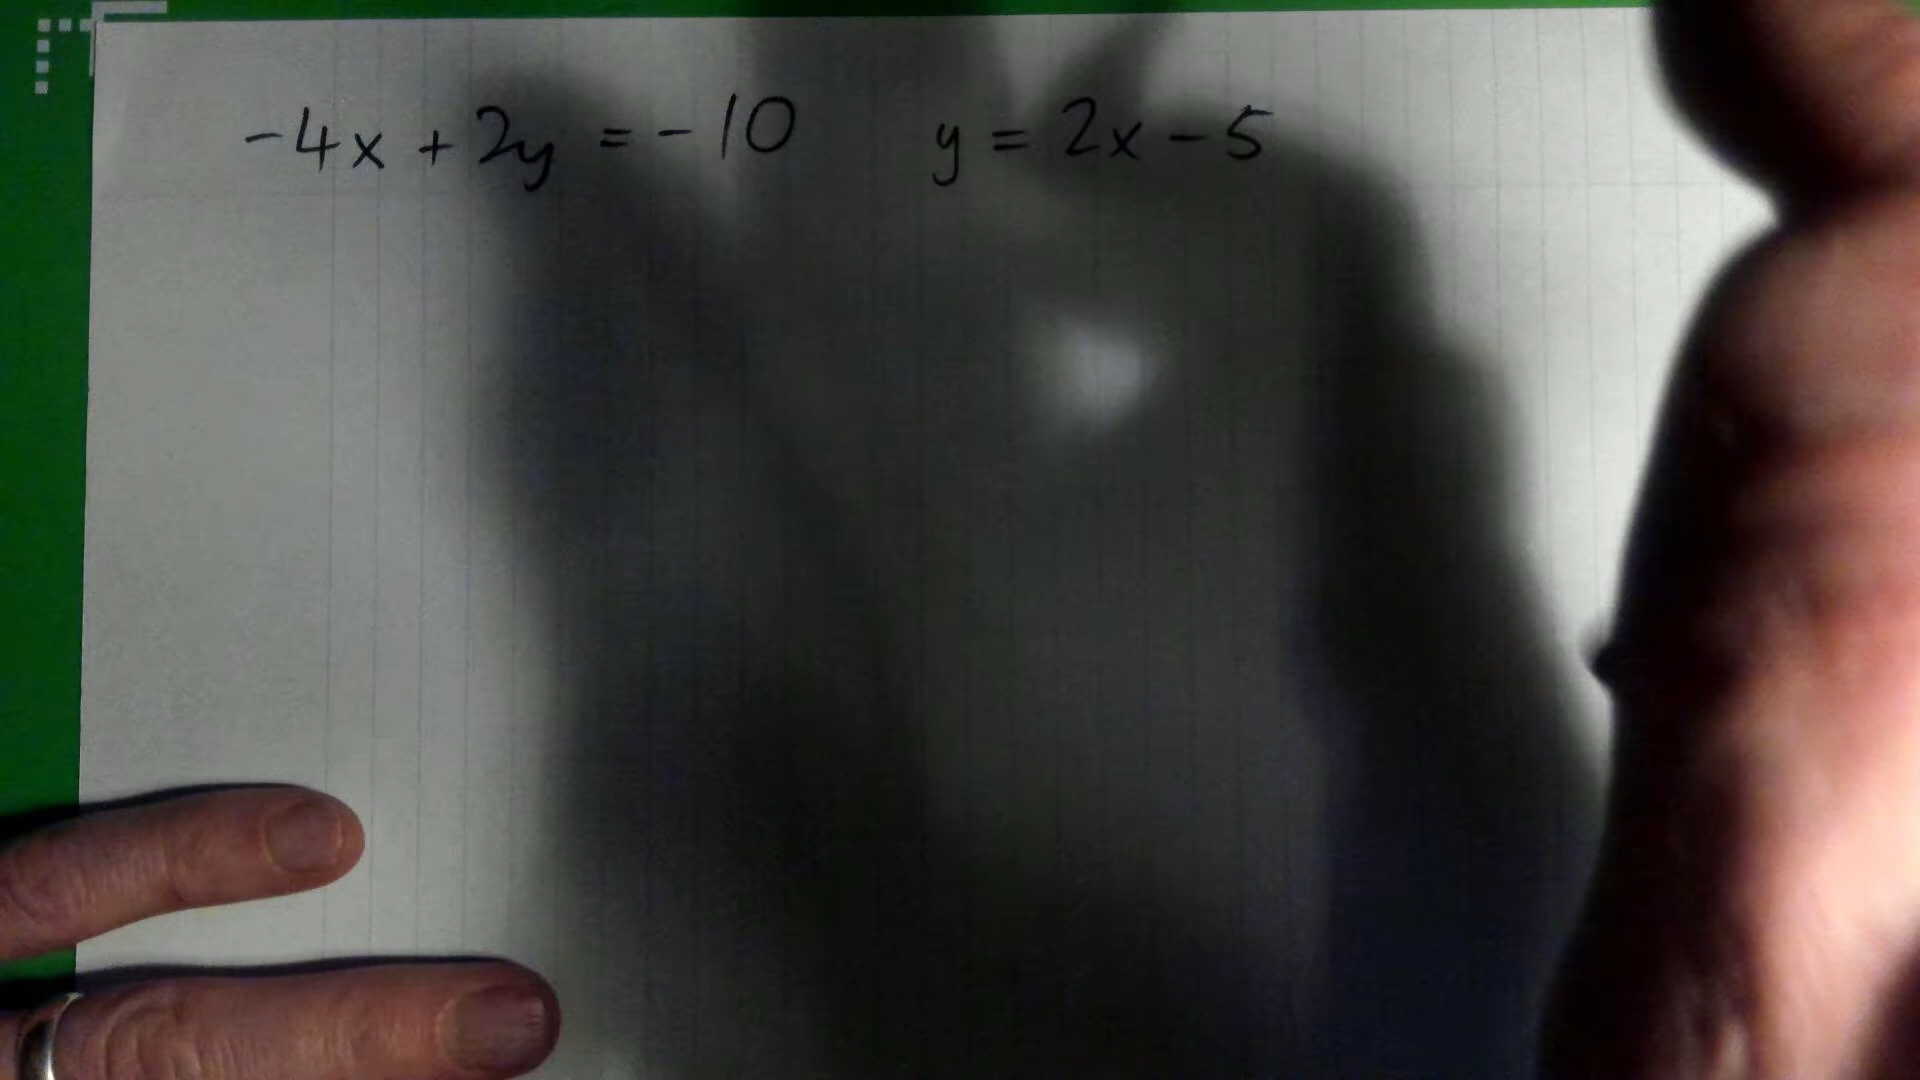 -4x + 2y = -10 y = 2x - 5